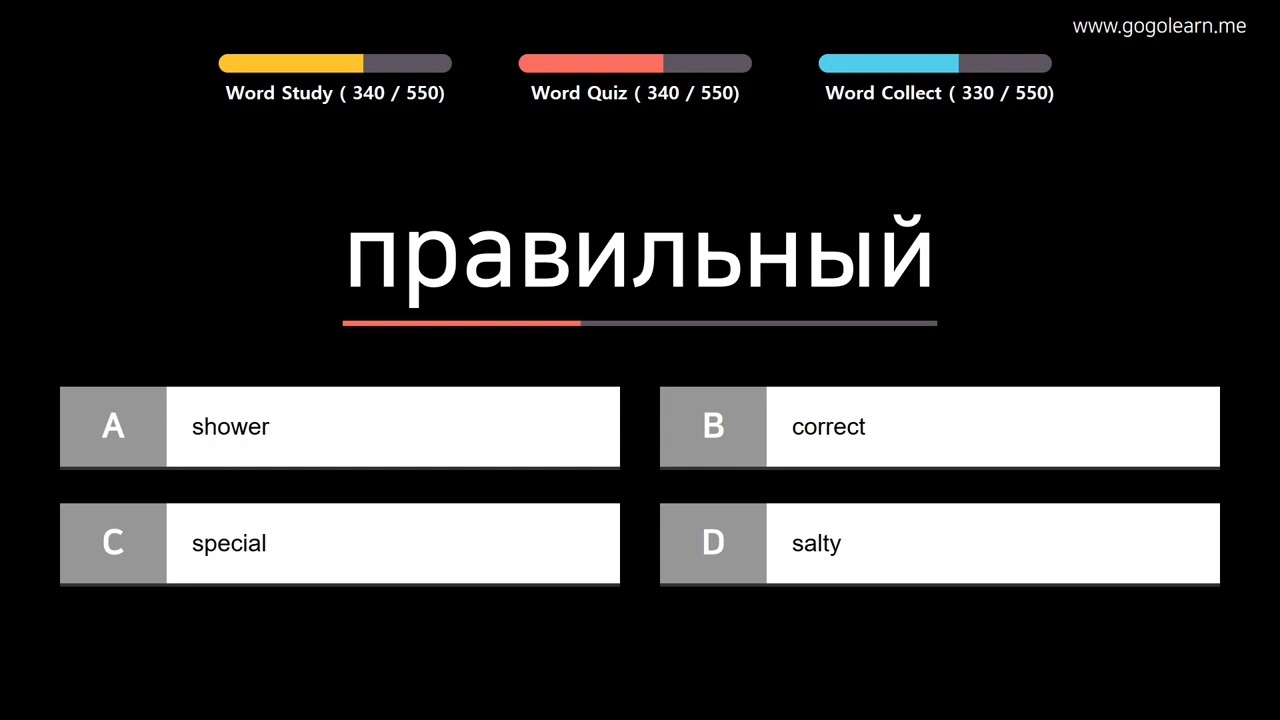 www.gogolearn.me
Word Study ( 340 / 550)
Word Quiz ( 340 / 550)
Word Collect ( 330 / 550)
правильный
A shower
B correct
C special
D salty